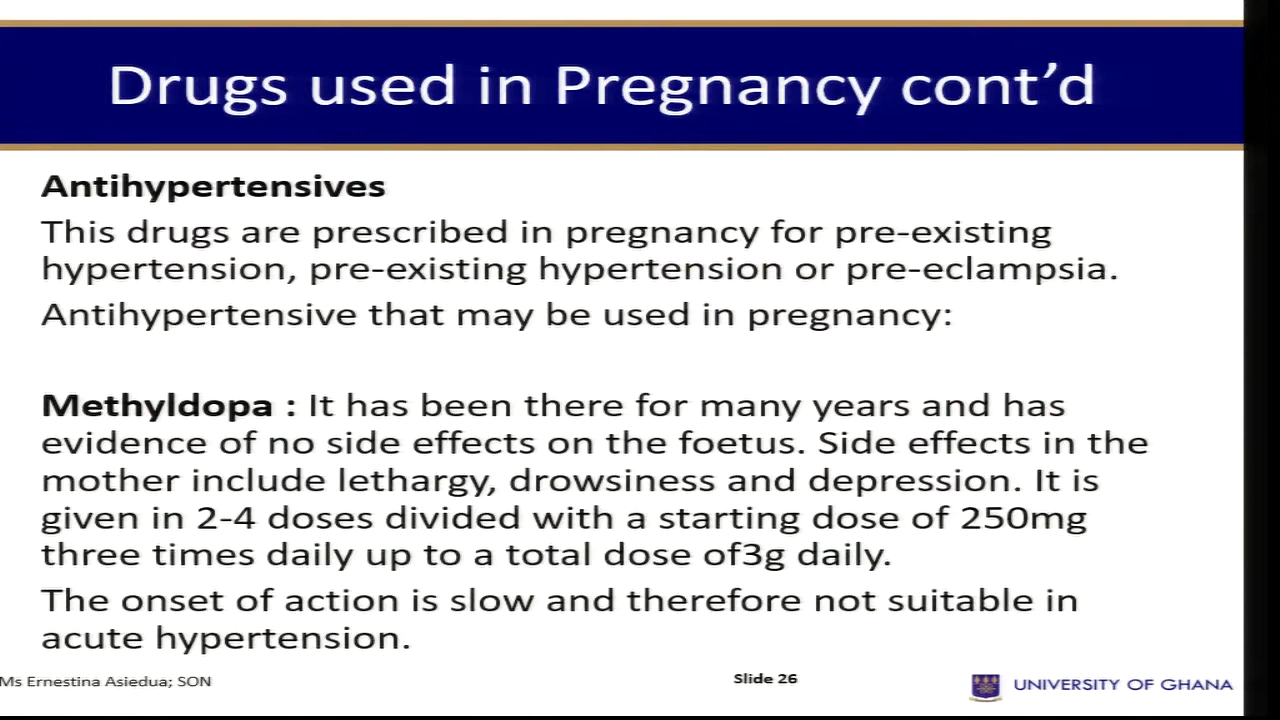 Drugs used in Pregnancy cont’d
Antihypertensives
This drugs are prescribed in pregnancy for pre-existing
hypertension, pre-existing hypertension or pre-eclampsia.
Antihypertensive that may be used in pregnancy:
Methyldopa : It has been there for many years and has
evidence of no side effects on the foetus. Side effects in the
mother include lethargy, drowsiness and depression. It is
given in 2-4 doses divided with a starting dose of 250mg
three times daily up to a total dose of3g daily.
The onset of action is slow and therefore not suitable in
acute hypertension.
Ms Ernestina Asiedua; SON
Slide 26
UNIVERSITY OF GHANA